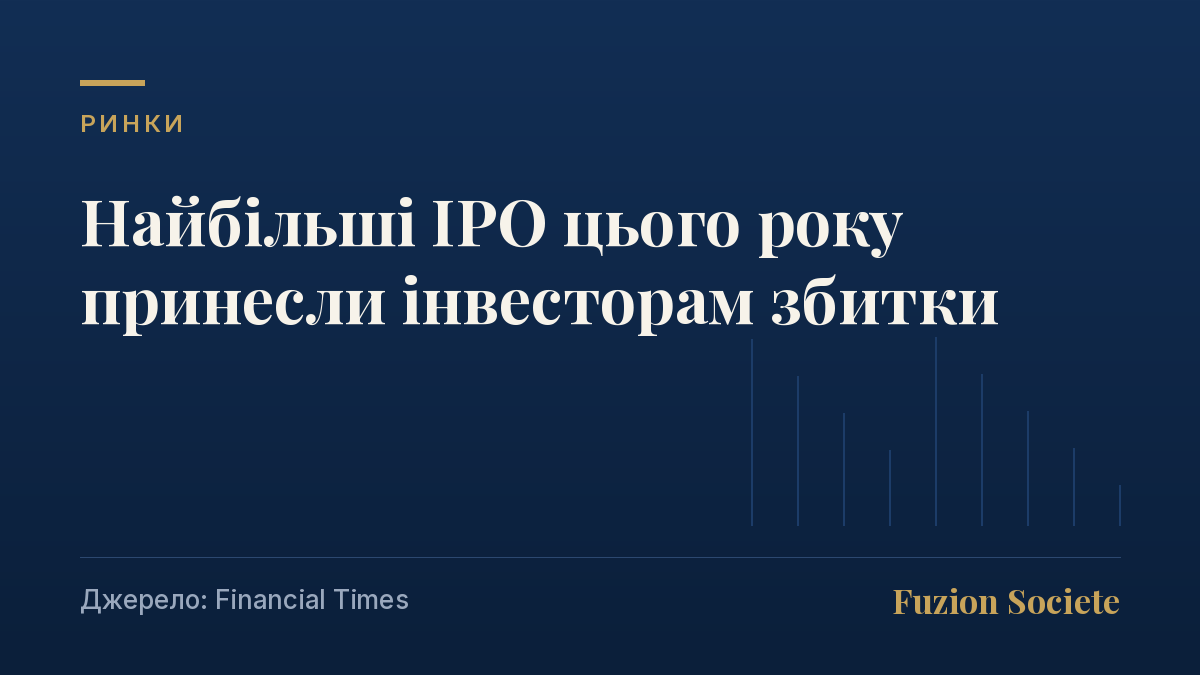 РИНКИ
Найбільші IPO цього року
принесли інвесторам збитки
Джерело: Financial Times
Fuzion Societe